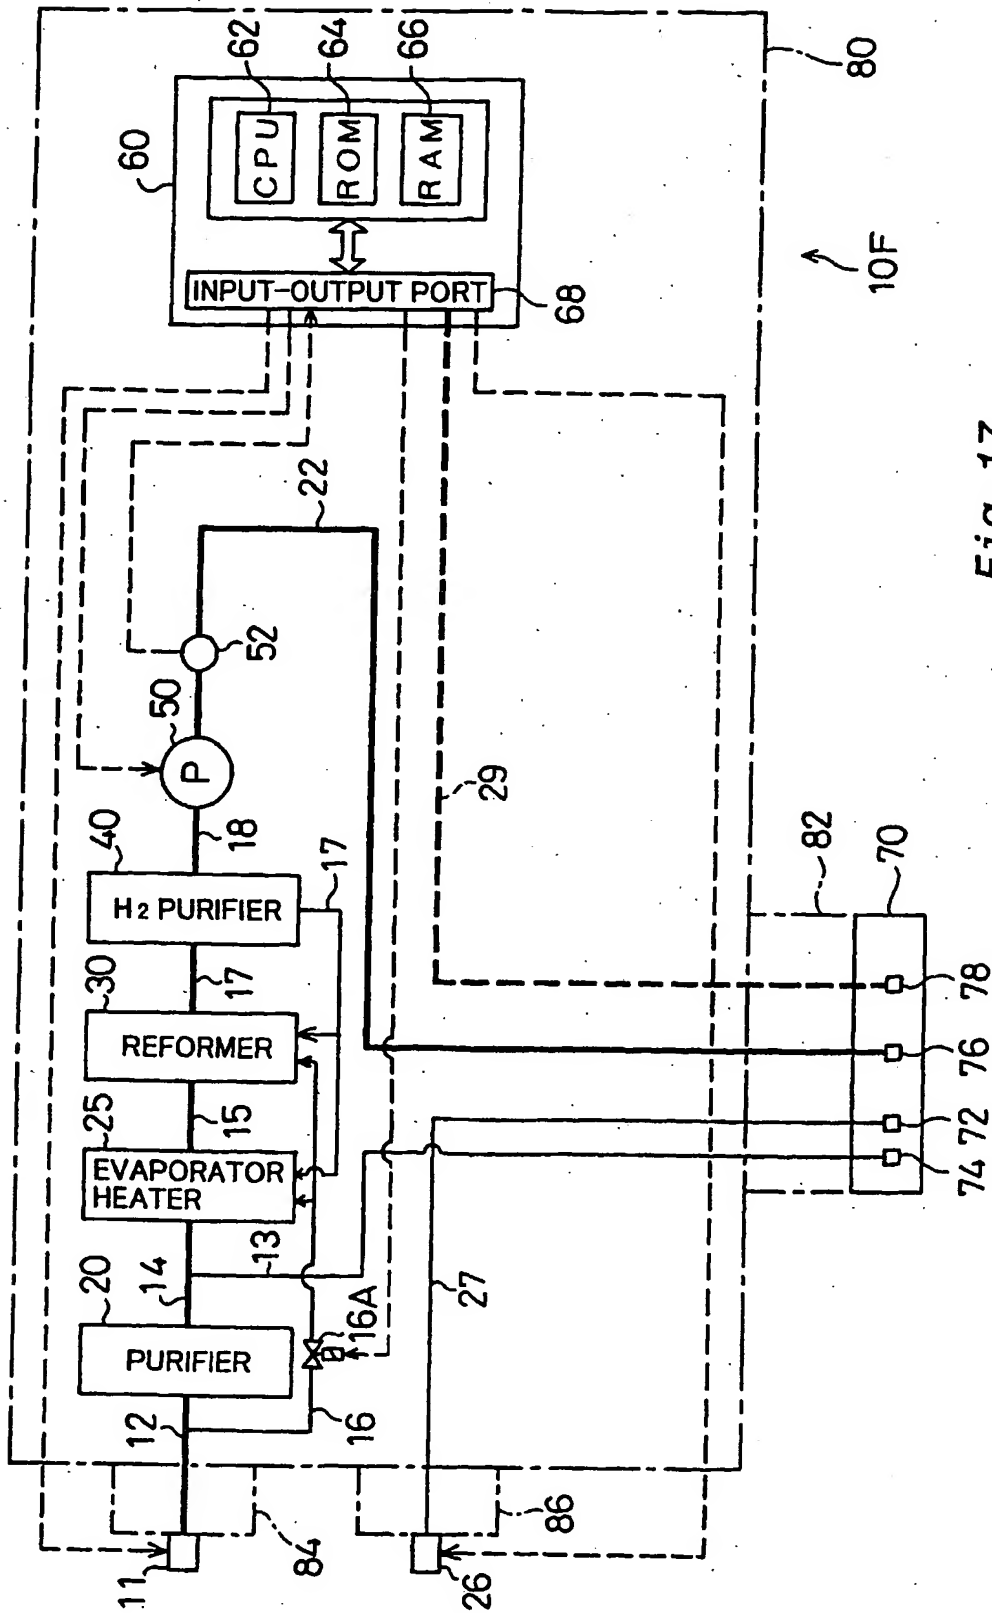 11
12
20
14
25
15
30
17
40
18
50
P
52
22
60
62
64
66
PURIFIER
EVAPORATOR
HEATER
REFORMER
H2 PURIFIER
CPU
ROM
RAM
INPUT-OUTPUT PORT
68
13
17
16
16A
84
26
86
27
29
82
70
74
72
76
78
10F
80
Fig. 17